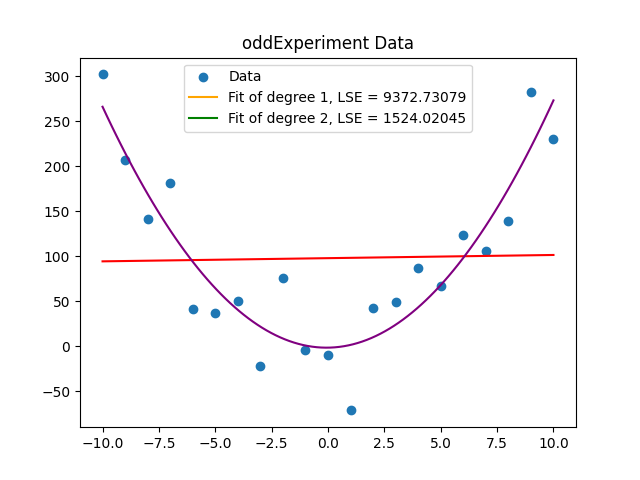 oddExperiment Data
Data
Fit of degree 1, LSE = 9372.73079
Fit of degree 2, LSE = 1524.02045
300
250
200
150
100
50
0
−50
−10.0 −7.5 −5.0 −2.5 0.0 2.5 5.0 7.5 10.0